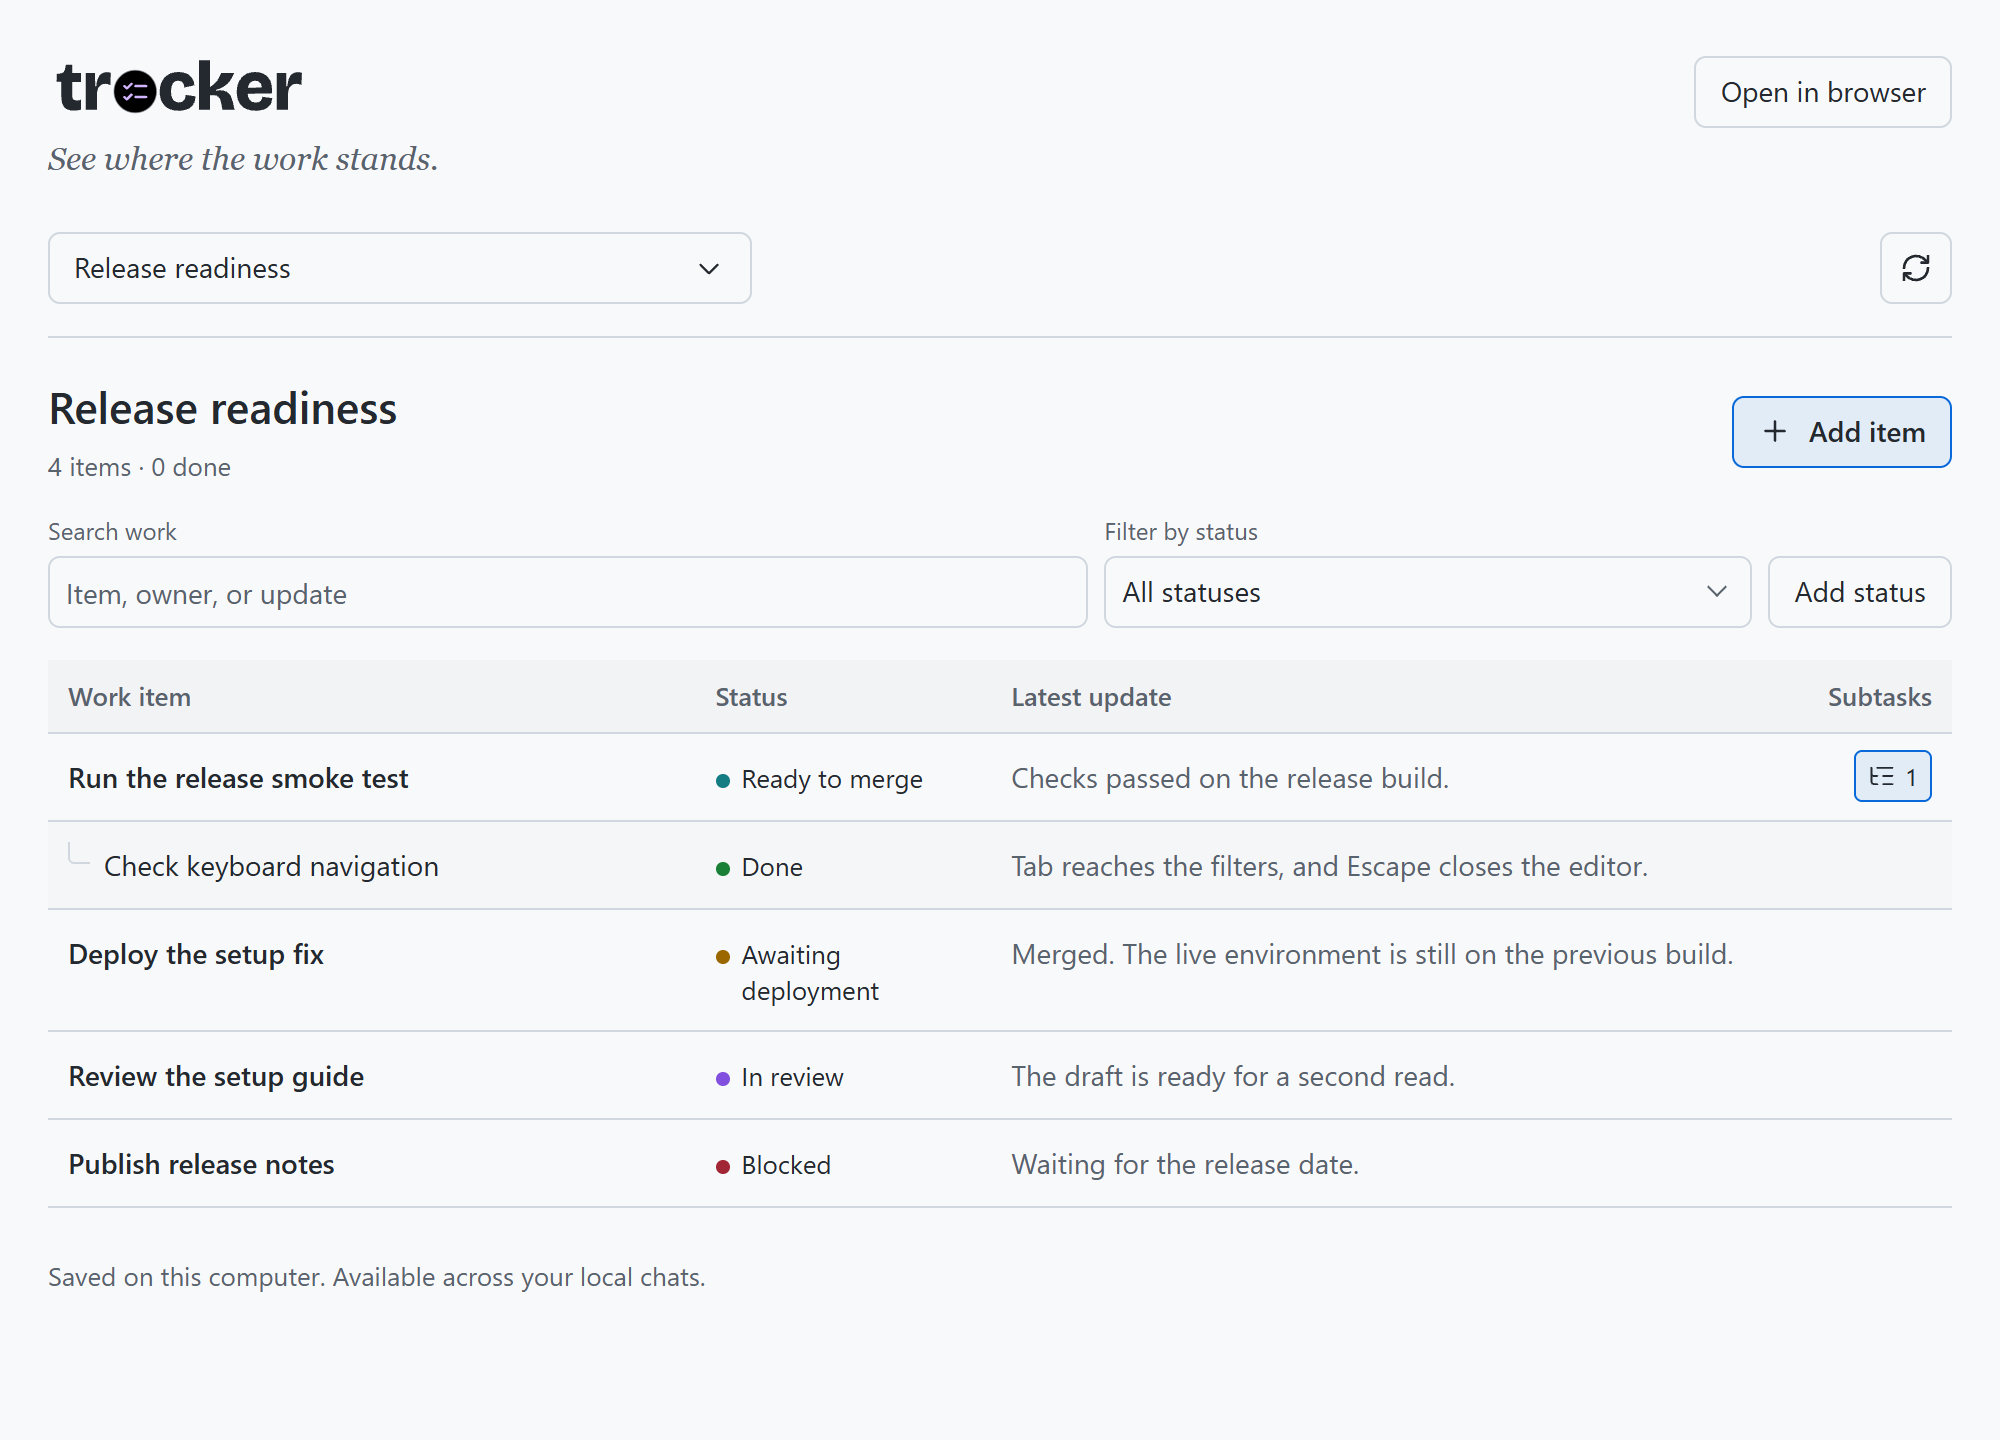 trocker
Open in browser
See where the work stands.
Release readiness
Release readiness
+ Add item
4 items · 0 done
Search work
Filter by status
Item, owner, or update
All statuses
Add status
Work item Status Latest update Subtasks
Run the release smoke test Ready to merge Checks passed on the release build. 1
Check keyboard navigation Done Tab reaches the filters, and Escape closes the editor.
Deploy the setup fix Awaiting Merged. The live environment is still on the previous build.
deployment
Review the setup guide In review The draft is ready for a second read.
Publish release notes Blocked Waiting for the release date.
Saved on this computer. Available across your local chats.